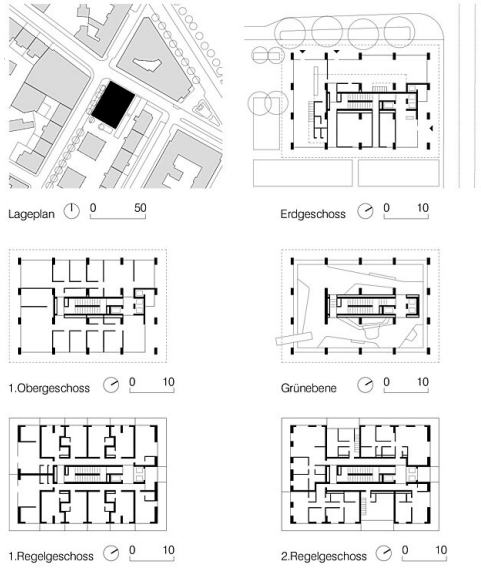 Lageplan 0 50
Erdgeschoss 0 10
1.Obergeschoss 0 10
Grünebene 0 10
1.Regelgeschoss 0 10
2.Regelgeschoss 0 10